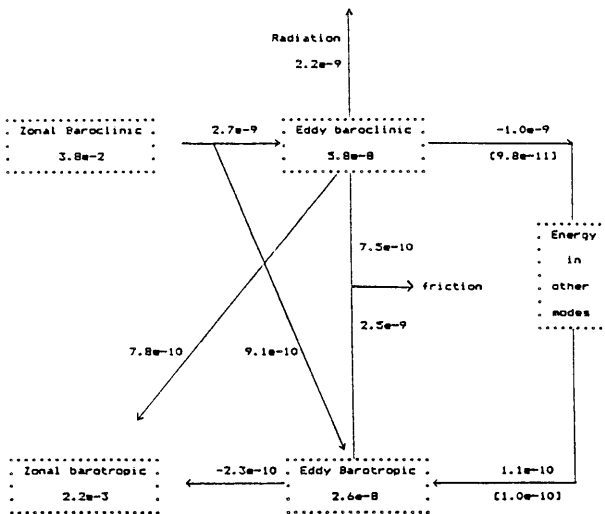 Radiation
2.2e-9
Zonal Baroclinic
3.8e-2
2.7e-9
Eddy baroclinic
5.8e-8
-1.0e-9
[9.8e-11]
7.5e-10
friction
2.5e-9
Energy
in
other
modes
7.8e-10
9.1e-10
Zonal barotropic
2.2e-3
-2.3e-10
Eddy Barotropic
2.6e-8
1.1e-10
[1.0e-10]